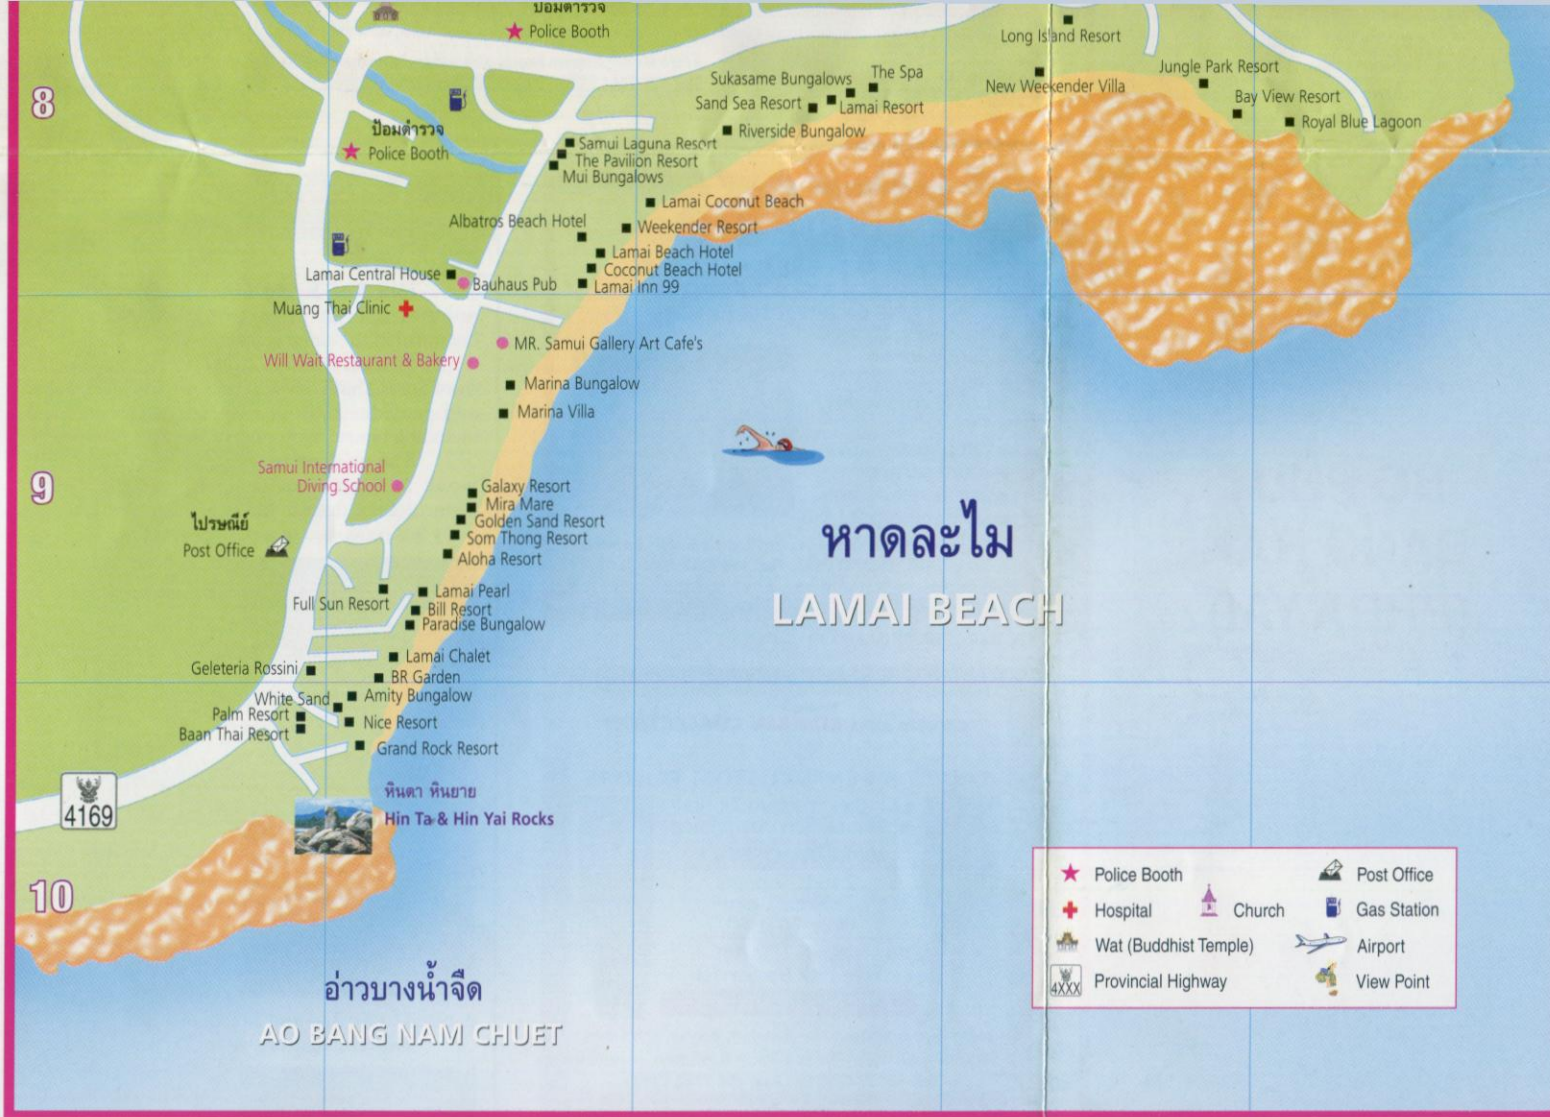 ป้อมตำรวจ
Police Booth
Long Island Resort
8
ป้อมตำรวจ
Police Booth
Sukasame Bungalows
The Spa
Sand Sea Resort
Lamai Resort
Riverside Bungalow
New Weekender Villa
Jungle Park Resort
Bay View Resort
Royal Blue Lagoon
Samui Laguna Resort
The Pavilion Resort
Mui Bungalows
Lamai Coconut Beach
Albatros Beach Hotel
Weekender Resort
Lamai Beach Hotel
Coconut Beach Hotel
Lamai Inn 99
Lamai Central House
Bauhaus Pub
Muang Thai Clinic
MR. Samui Gallery Art Cafe's
Will Wait Restaurant & Bakery
Marina Bungalow
Marina Villa
9
Samui International
Diving School
Galaxy Resort
Mira Mare
Golden Sand Resort
Som Thong Resort
Aloha Resort
ไปรษณีย์
Post Office
หาดละไม
LAMAI BEACH
Full Sun Resort
Lamai Pearl
Bill Resort
Paradise Bungalow
Lamai Chalet
Geleteria Rossini
BR Garden
White Sand
Amity Bungalow
Palm Resort
Nice Resort
Baan Thai Resort
Grand Rock Resort
4169
หินตา หินยาย
Hin Ta & Hin Yai Rocks
10
อ่าวบางน้ำจืด
AO BANG NAM CHUET
Police Booth
Post Office
Hospital
Church
Gas Station
Wat (Buddhist Temple)
Airport
4XXX
Provincial Highway
View Point